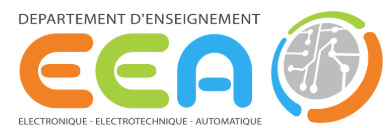 DEPARTEMENT D'ENSEIGNEMENT
EEA
ELECTRONIQUE - ELECTROTECHNIQUE - AUTOMATIQUE